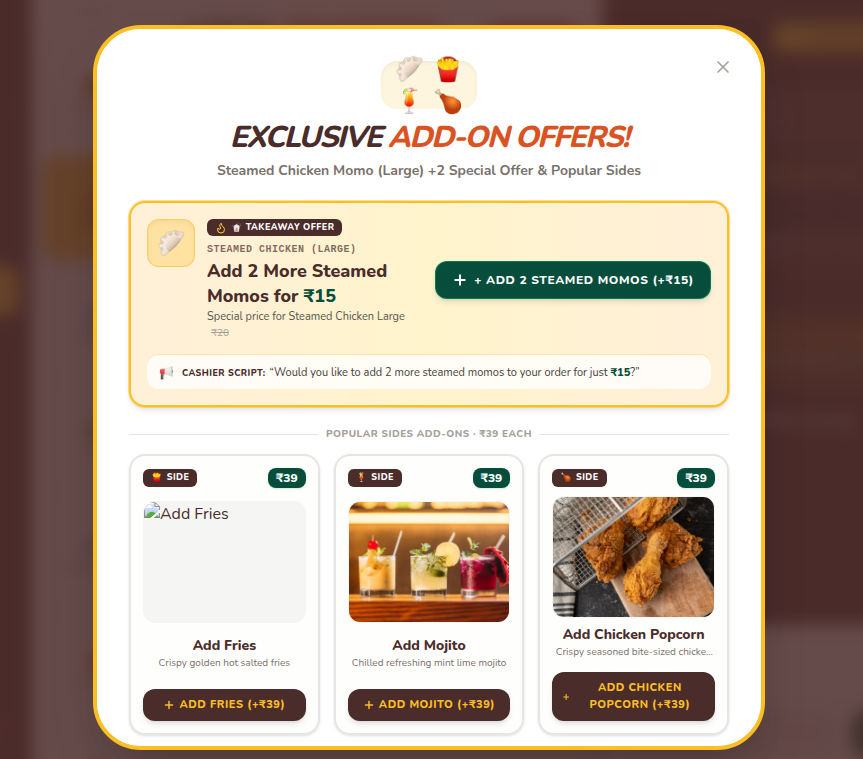 EXCLUSIVE ADD-ON OFFERS!
Steamed Chicken Momo (Large) +2 Special Offer & Popular Sides
TAKEAWAY OFFER
STEAMED CHICKEN (LARGE)
Add 2 More Steamed
Momos for ₹15
Special price for Steamed Chicken Large
₹20
+ + ADD 2 STEAMED MOMOS (+₹15)
CASHIER SCRIPT: “Would you like to add 2 more steamed momos to your order for just ₹15?”
POPULAR SIDES ADD-ONS · ₹39 EACH
SIDE ₹39
Add Fries
Add Fries
Crispy golden hot salted fries
+ ADD FRIES (+₹39)
SIDE ₹39
Add Mojito
Chilled refreshing mint lime mojito
+ ADD MOJITO (+₹39)
SIDE ₹39
Add Chicken Popcorn
Crispy seasoned bite-sized chicke...
+ ADD CHICKEN
POPCORN (+₹39)